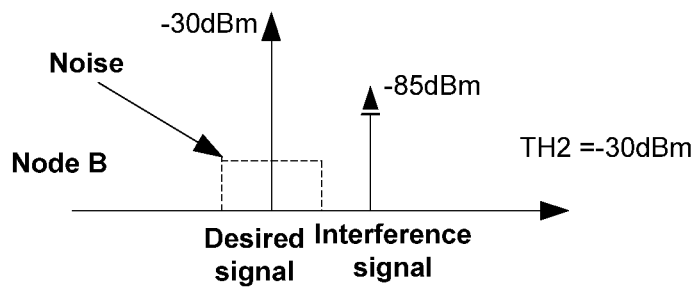 -30dBm
Noise
-85dBm
TH2 =-30dBm
Node B
Desired signal
Interference signal